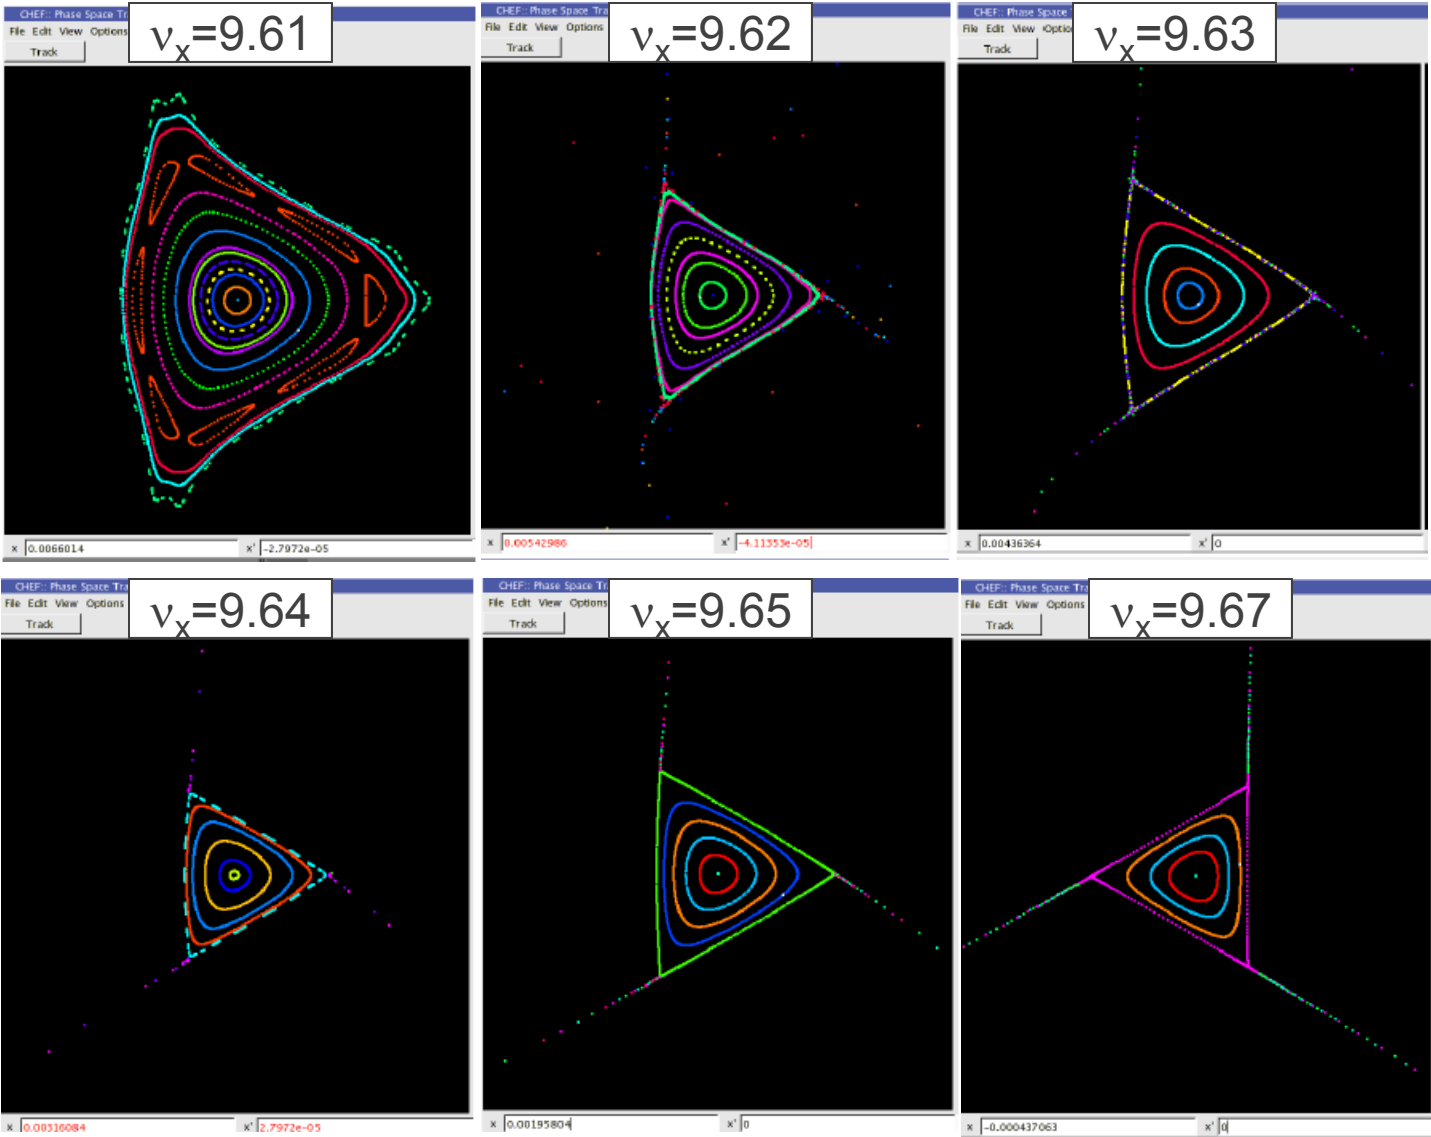 CHEF:: Phase Space Tr
νx=9.61
File Edit View Options
Track
x 0.0066014 x' -2.7972e-05
CHEF:: Phase Space Tra
νx=9.62
File Edit View Options
Track
x 0.00542986 x' -4.11353e-05
CHEF:: Phase Space
νx=9.63
File Edit View Optio
Track
x 0.00436364 x' 0
CHEF:: Phase Space Tra
νx=9.64
File Edit View Options
Track
x 0.00316084 x' 2.7972e-05
CHEF:: Phase Space Tr
νx=9.65
File Edit View Options
Track
x 0.00195804 x' 0
CHEF:: Phase Space Tra
νx=9.67
File Edit View Options
Track
x -0.000437063 x' 0